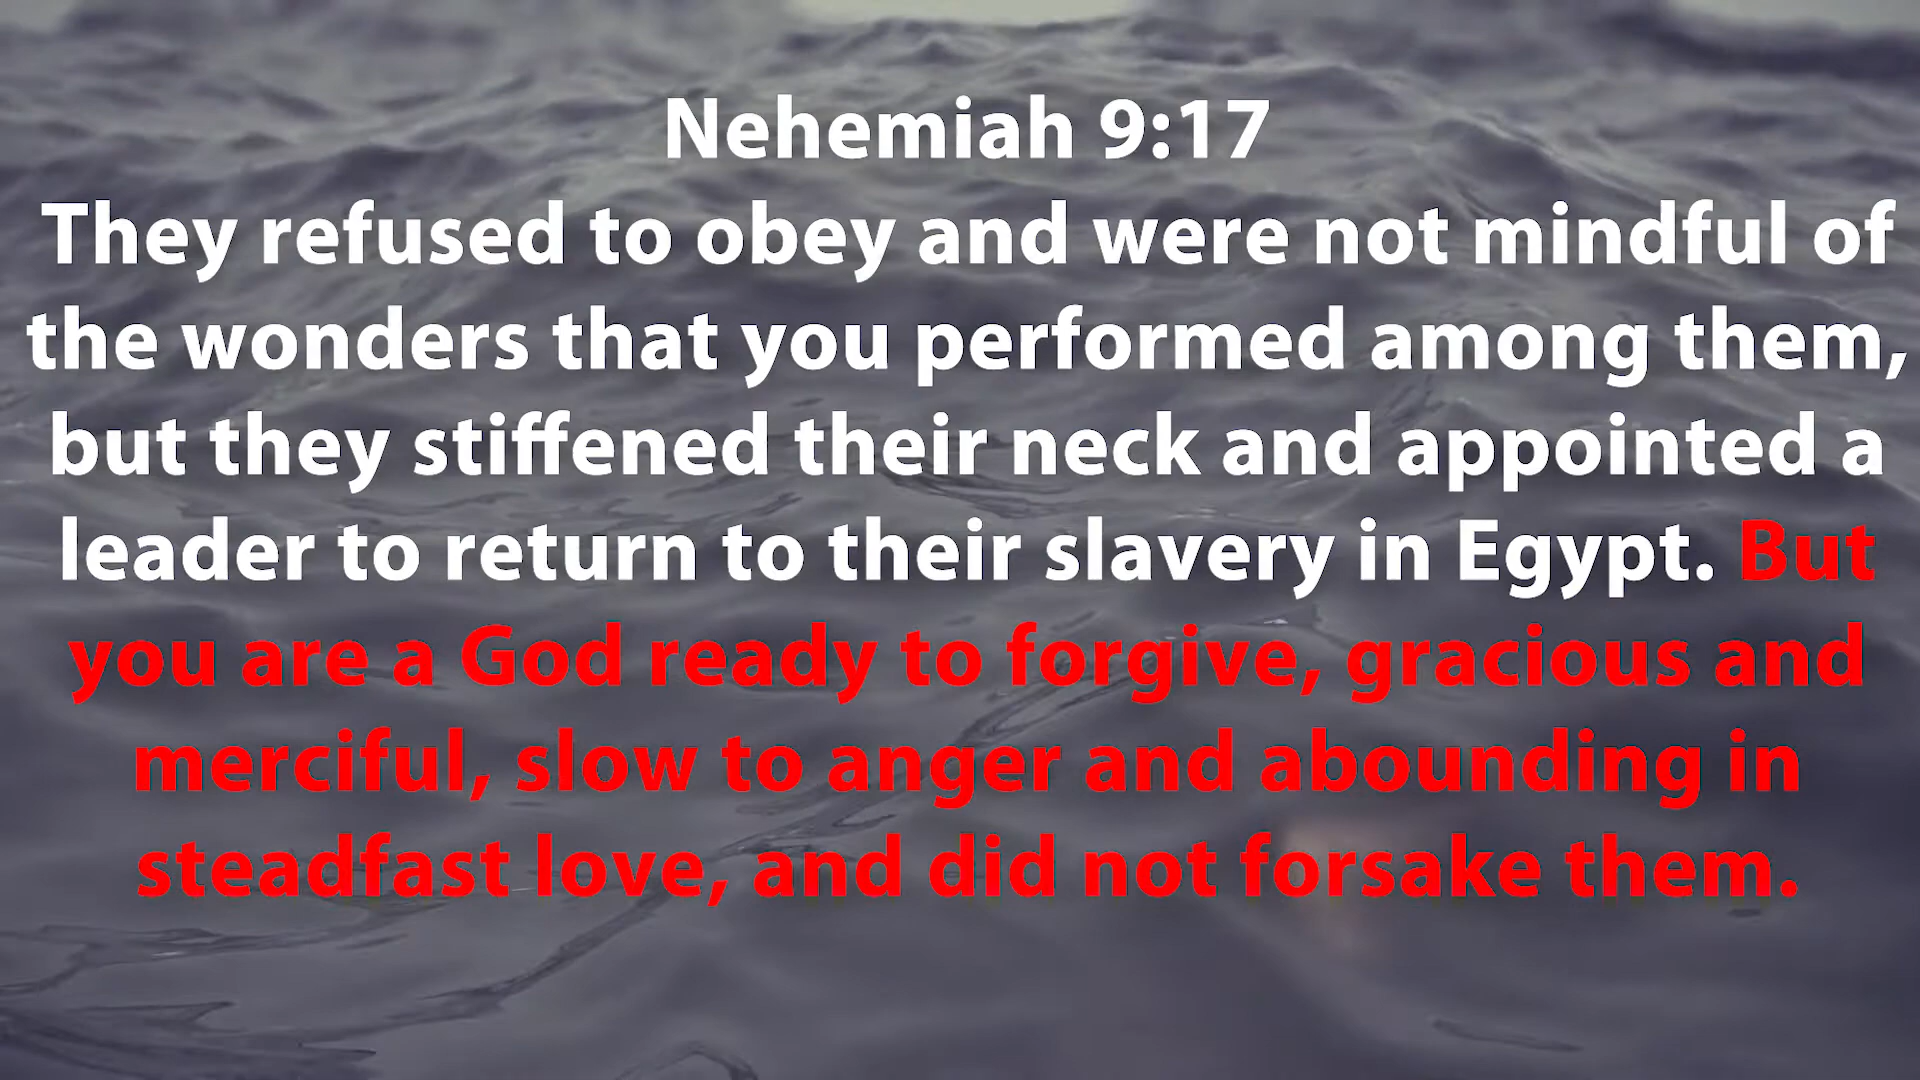 Nehemiah 9:17
They refused to obey and were not mindful of
the wonders that you performed among them,
but they stiffened their neck and appointed a
leader to return to their slavery in Egypt. But
you are a God ready to forgive, gracious and
merciful, slow to anger and abounding in
steadfast love, and did not forsake them.